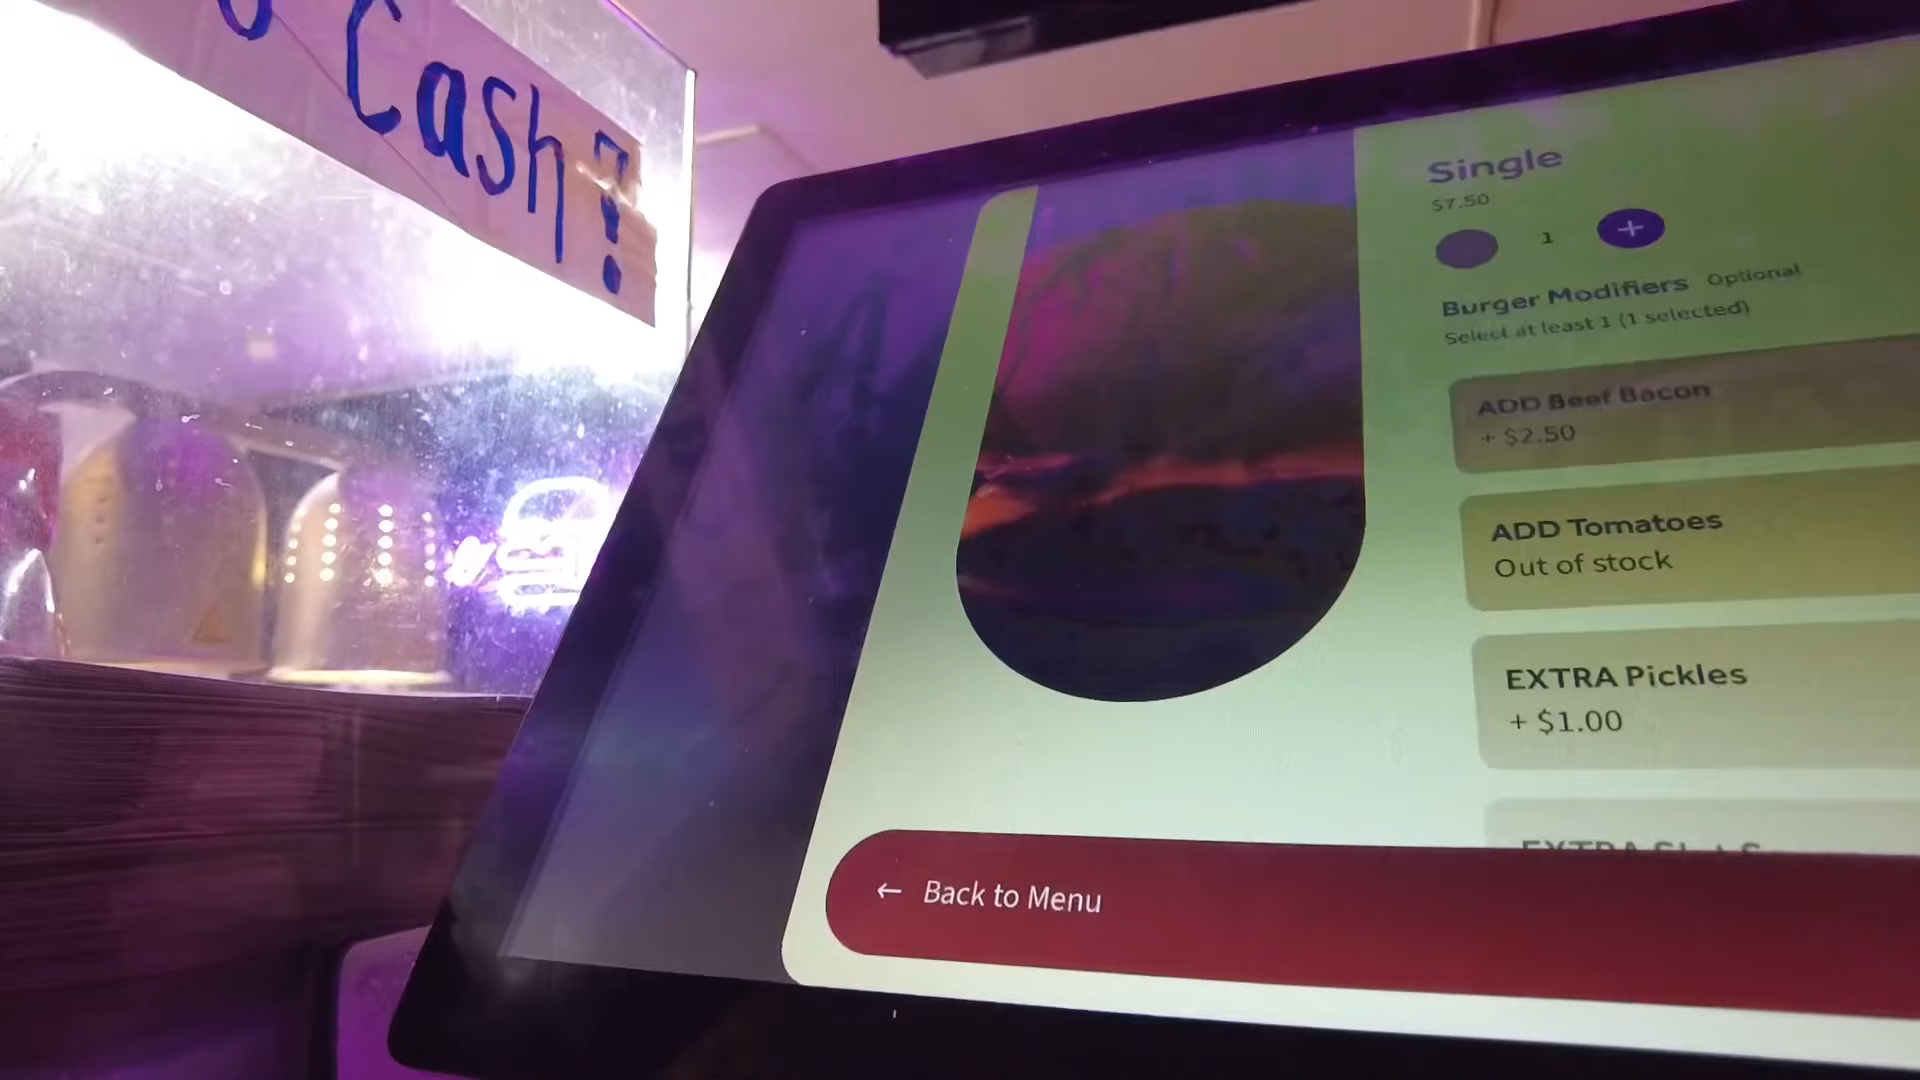 Cash!
Single
$7.50
1
Burger Modifiers Optional
Select at least 1 (1 selected)
ADD Beef Bacon
+ $2.50
ADD Tomatoes
Out of stock
EXTRA Pickles
+ $1.00
EXTRA
← Back to Menu